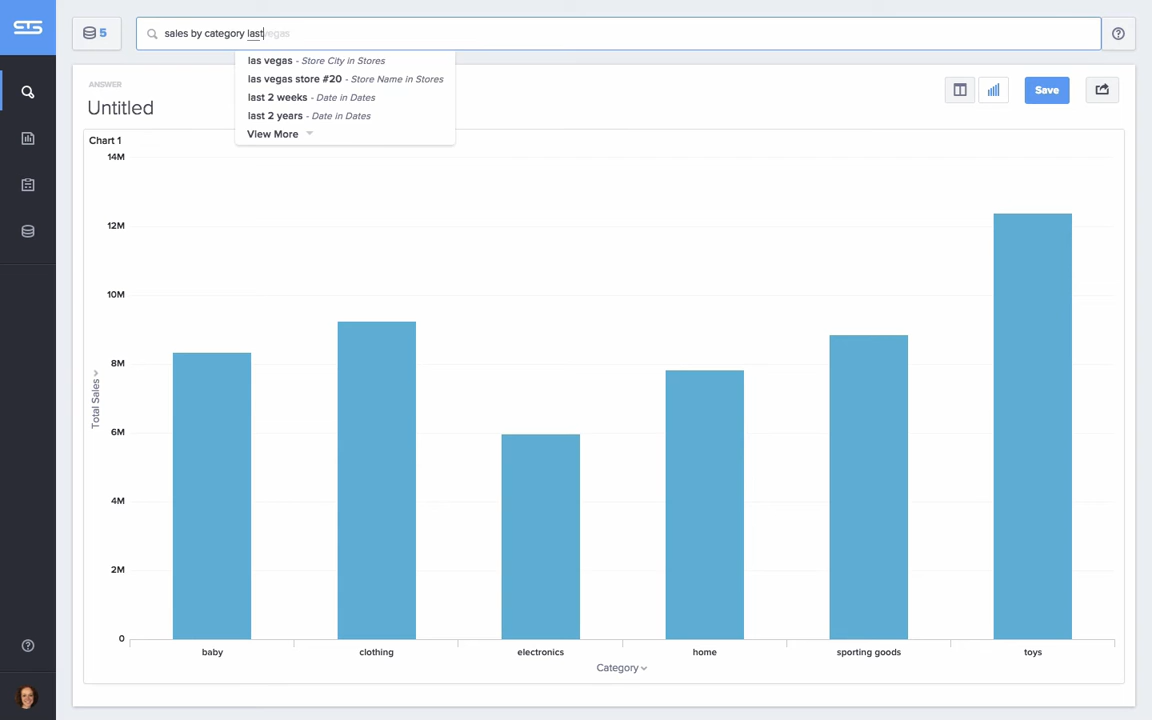 5
sales by category last vegas
las vegas - Store City in Stores
las vegas store #20 - Store Name in Stores
last 2 weeks - Date in Dates
last 2 years - Date in Dates
View More
ANSWER
Untitled
Save
Chart 1
14M
12M
10M
8M
6M
4M
2M
0
Total Sales
baby
clothing
electronics
home
sporting goods
toys
Category